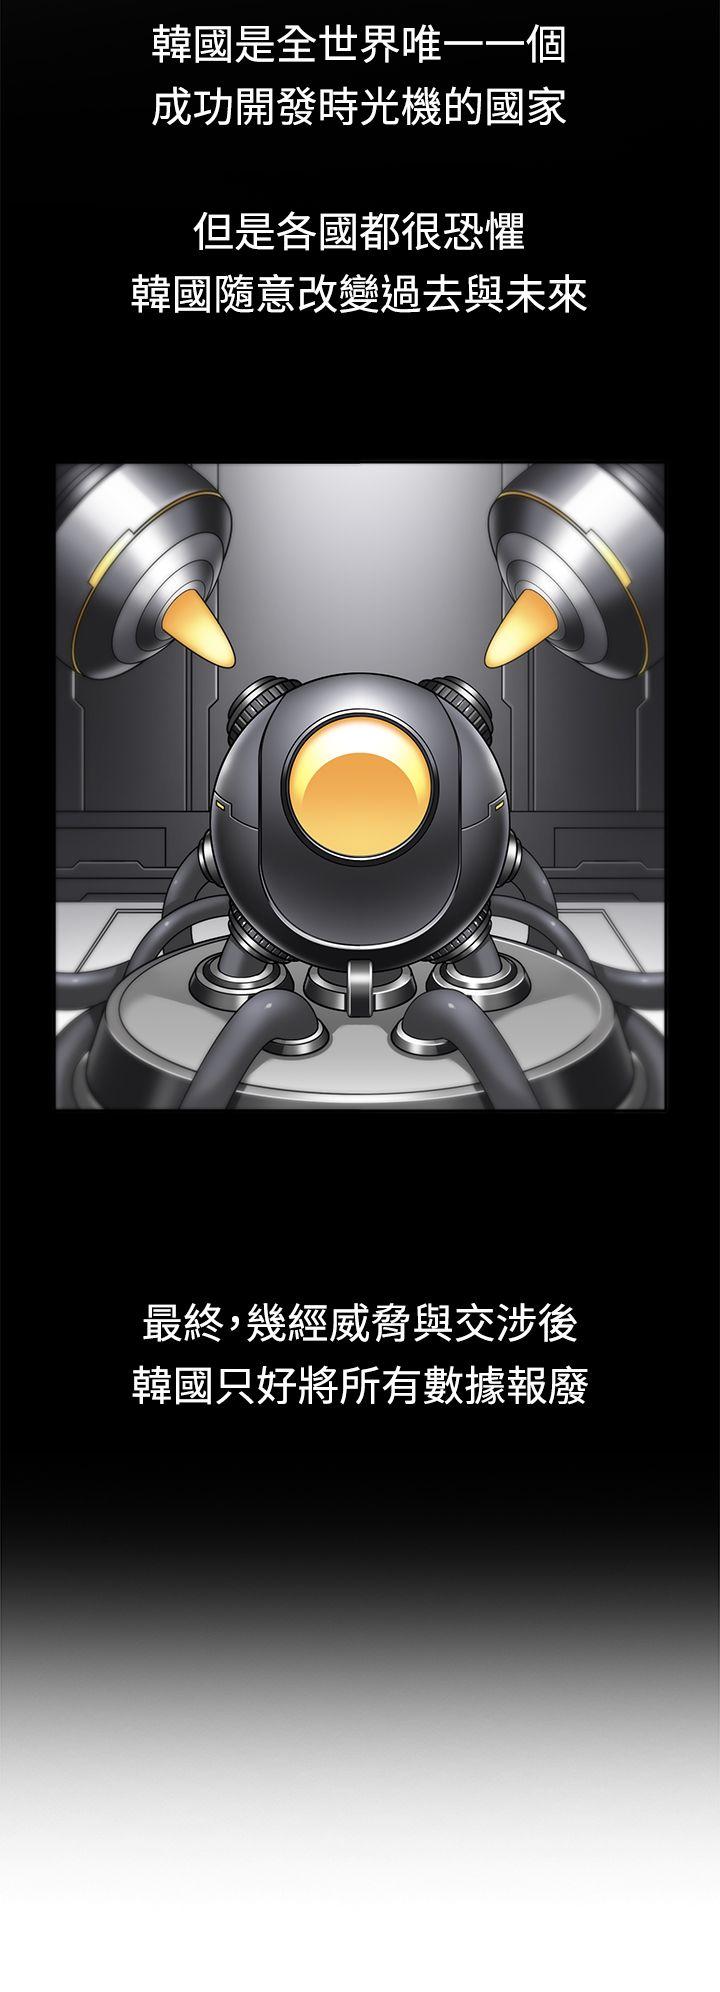 韓國是全世界唯一一個
成功開發時光機的國家
但是各國都很恐懼
韓國隨意改變過去與未來
最終，幾經威脅與交涉後
韓國只好將所有數據報廢